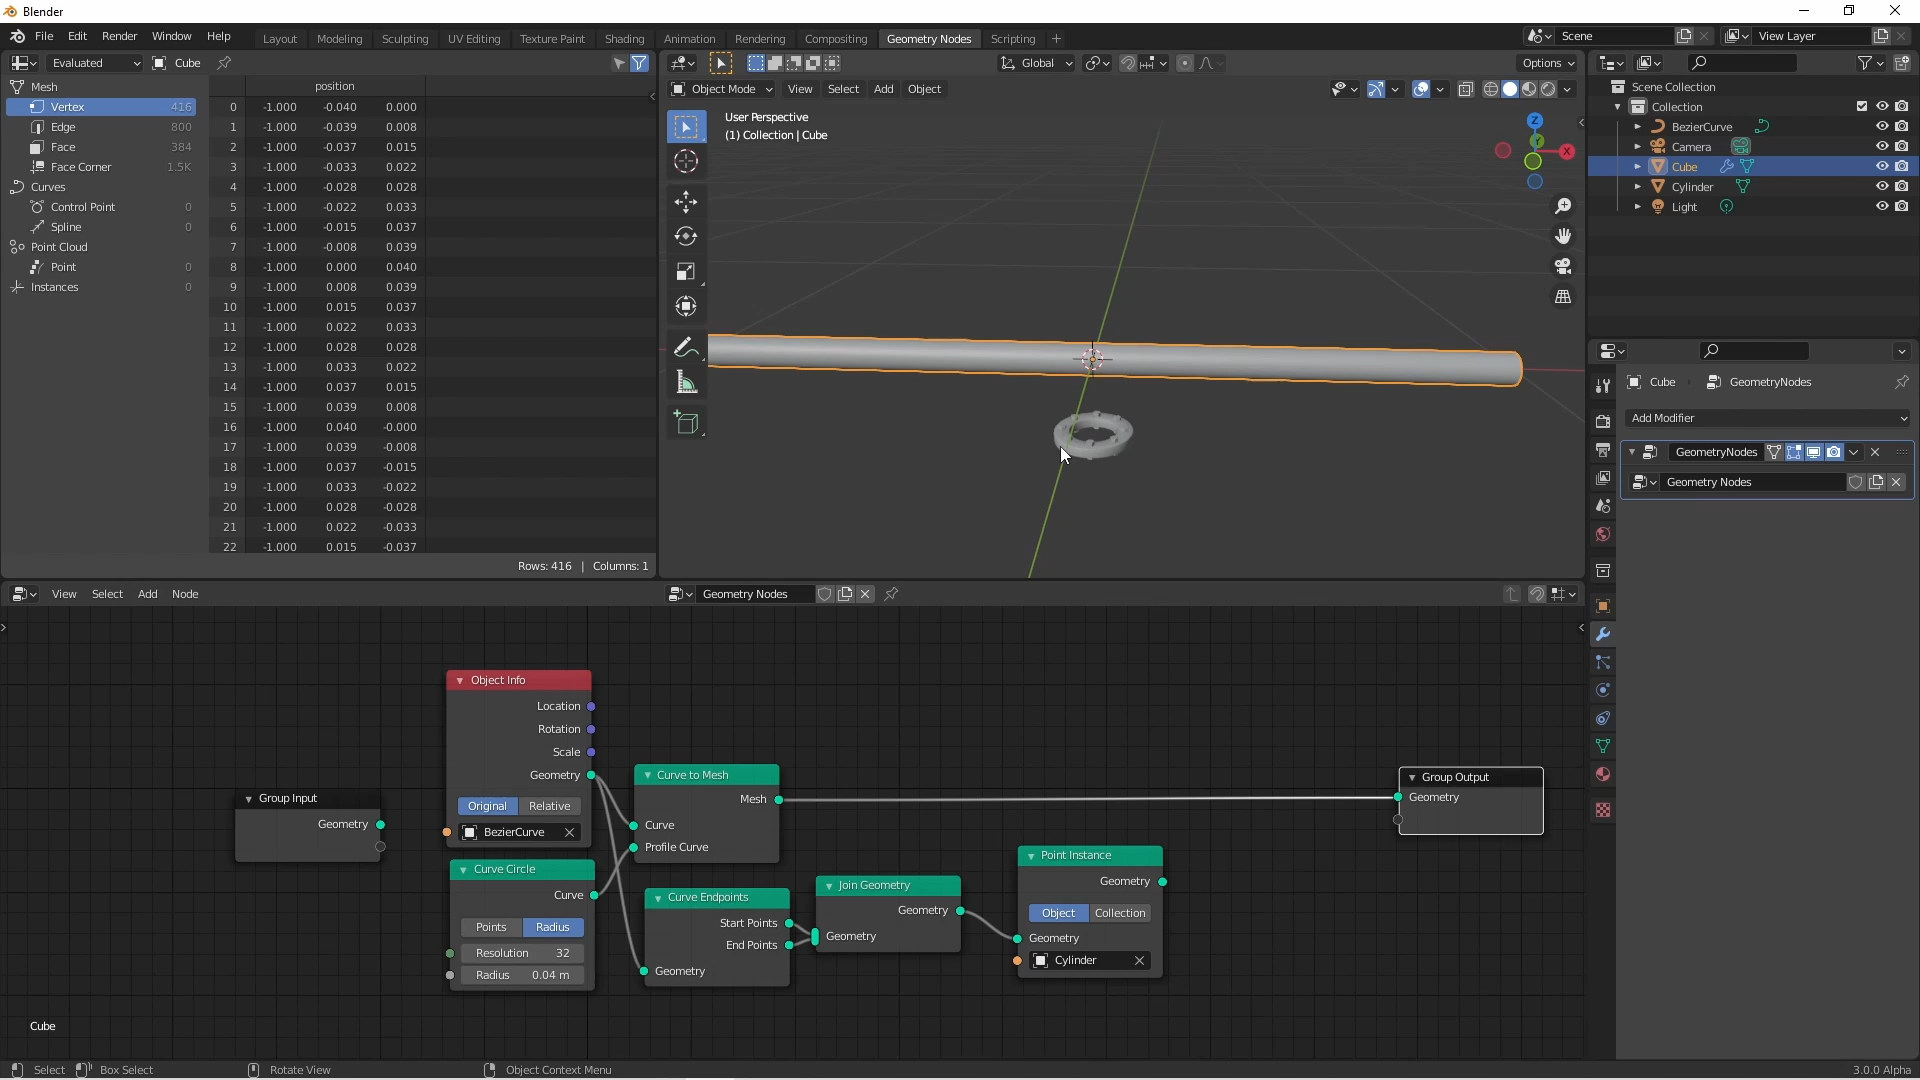 Blender
File Edit Render Window Help
Layout Modeling Sculpting UV Editing Texture Paint Shading Animation Rendering Compositing Geometry Nodes Scripting +
Scene
View Layer
Evaluated Cube
Mesh
Vertex 416
Edge 800
Face 384
Face Corner 1.5K
Curves
Control Point 0
Spline 0
Point Cloud
Point 0
Instances 0
position
0 -1.000 -0.040 0.000
1 -1.000 -0.039 0.008
2 -1.000 -0.037 0.015
3 -1.000 -0.033 0.022
4 -1.000 -0.028 0.028
5 -1.000 -0.022 0.033
6 -1.000 -0.015 0.037
7 -1.000 -0.008 0.039
8 -1.000 0.000 0.040
9 -1.000 0.008 0.039
10 -1.000 0.015 0.037
11 -1.000 0.022 0.033
12 -1.000 0.028 0.028
13 -1.000 0.033 0.022
14 -1.000 0.037 0.015
15 -1.000 0.039 0.008
16 -1.000 0.040 -0.000
17 -1.000 0.039 -0.008
18 -1.000 0.037 -0.015
19 -1.000 0.033 -0.022
20 -1.000 0.028 -0.028
21 -1.000 0.022 -0.033
22 -1.000 0.015 -0.037
Rows: 416 | Columns: 1
Global
Options
Object Mode View Select Add Object
User Perspective
(1) Collection | Cube
Z
Y
X
Scene Collection
Collection
BezierCurve
Camera
Cube
Cylinder
Light
Cube GeometryNodes
Add Modifier
GeometryNodes
Geometry Nodes
View Select Add Node
Geometry Nodes
Group Input
Geometry
Object Info
Location
Rotation
Scale
Geometry
Original Relative
BezierCurve
Curve Circle
Curve
Points Radius
Resolution 32
Radius 0.04 m
Curve to Mesh
Mesh
Curve
Profile Curve
Curve Endpoints
Start Points
End Points
Geometry
Join Geometry
Geometry
Geometry
Point Instance
Geometry
Object Collection
Geometry
Cylinder
Group Output
Geometry
Cube
Select Box Select Rotate View Object Context Menu
3.0.0 Alpha